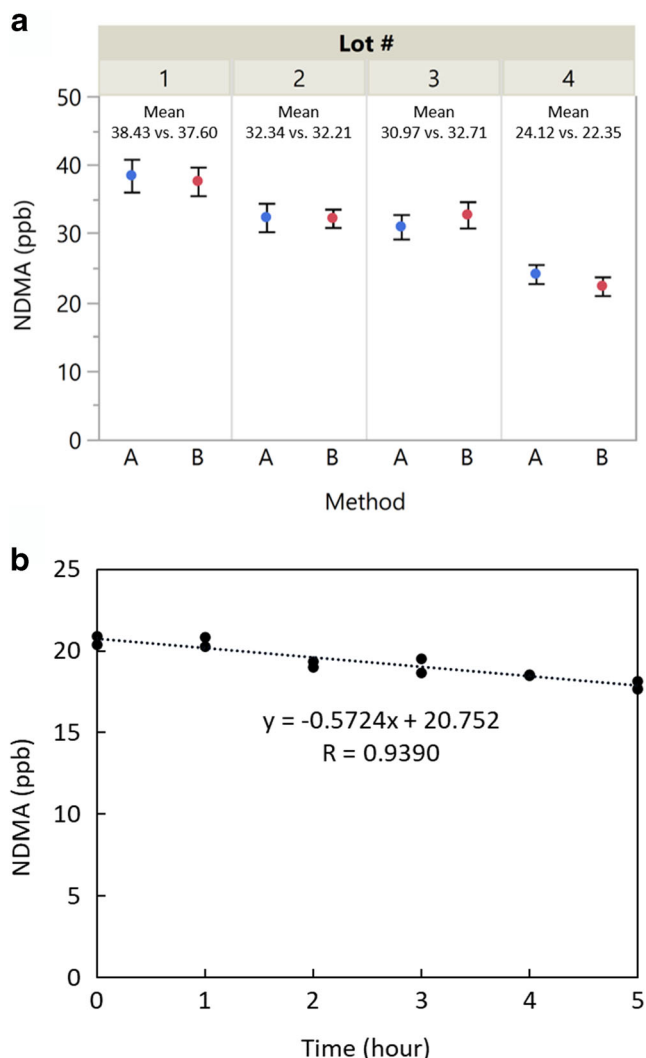 a
Lot #
1 2 3 4
Mean Mean Mean Mean
38.43 vs. 37.60 32.34 vs. 32.21 30.97 vs. 32.71 24.12 vs. 22.35
50
40
30
20
10
0
NDMA (ppb)
A B A B A B A B
Method
b
25
20
15
10
5
0
NDMA (ppb)
y = -0.5724x + 20.752
R = 0.9390
0 1 2 3 4 5
Time (hour)